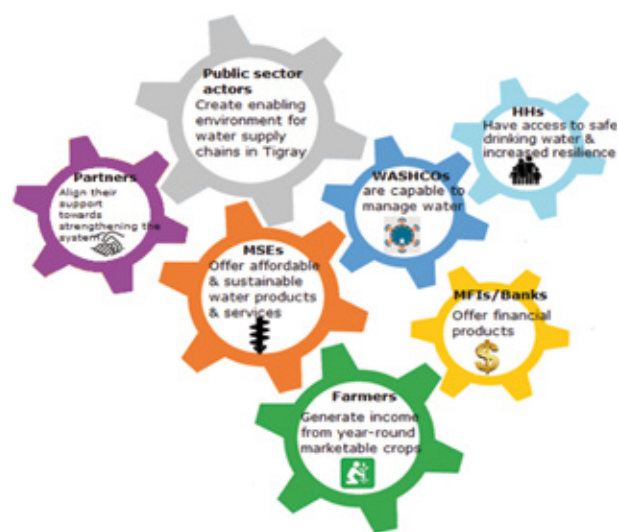 Public sector
actors
Create enabling
environment for
water supply
chains in Tigray
HHs
Have access to safe
drinking water &
increased resilience
Partners
Align their
support
towards
strengthening the
system
WASHCOs
are capable to
manage water
MSEs
Offer affordable
& sustainable
water products
& services
MFIs/Banks
Offer financial
products
$
Farmers
Generate income
from year-round
marketable crops